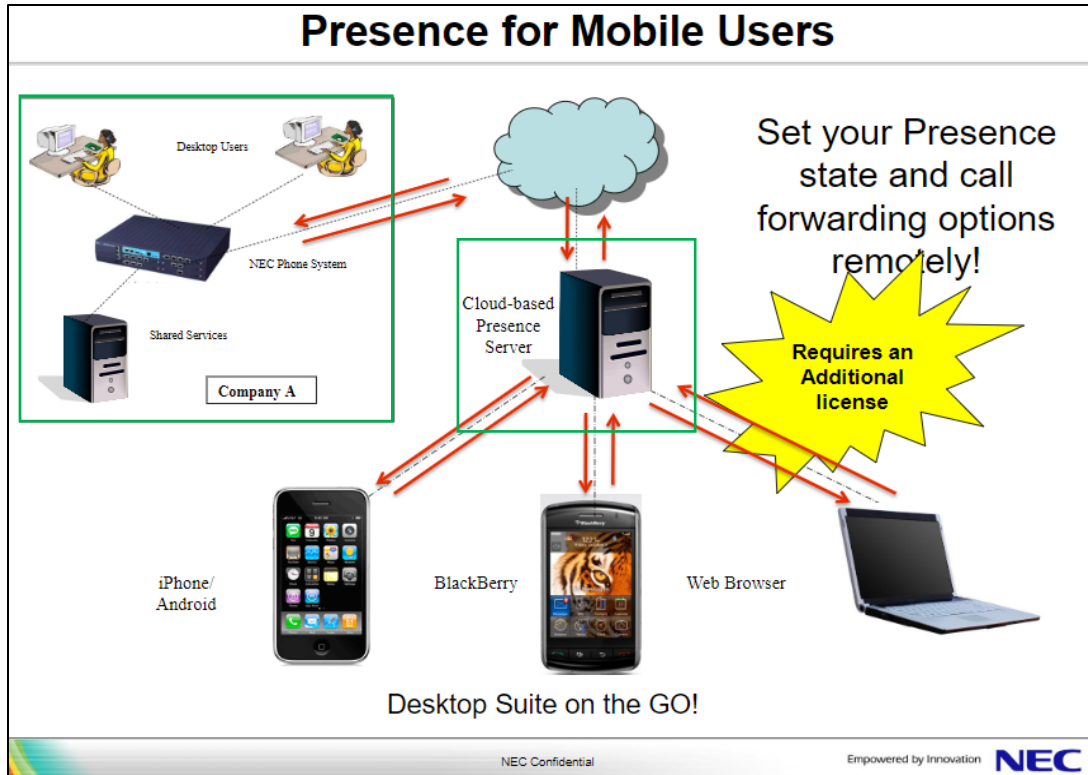 Presence for Mobile Users
Desktop Users
NEC Phone System
Shared Services
Company A
Cloud-based
Presence
Server
Set your Presence
state and call
forwarding options
remotely!
Requires an
Additional
license
iPhone/
Android
BlackBerry
Web Browser
Desktop Suite on the GO!
NEC Confidential
Empowered by Innovation
NEC